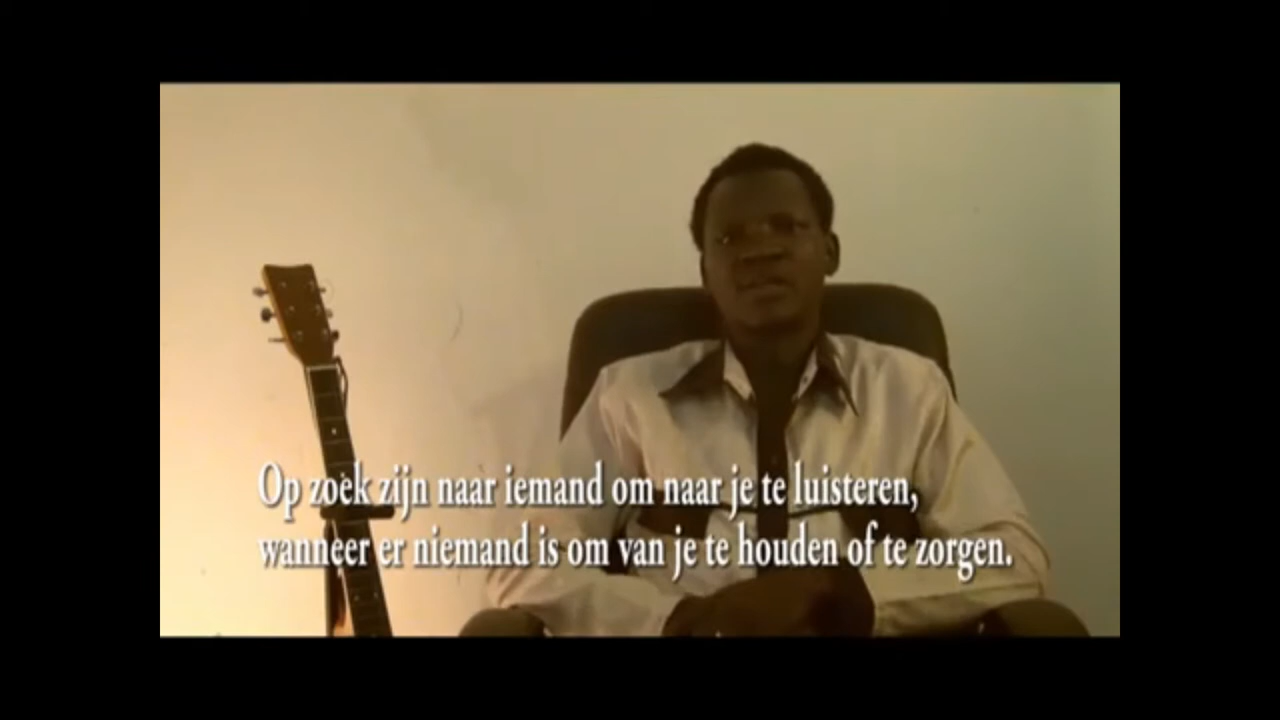 Op zoek zijn naar iemand om naar je te luisteren,
wanneer er niemand is om van je te houden of te zorgen.